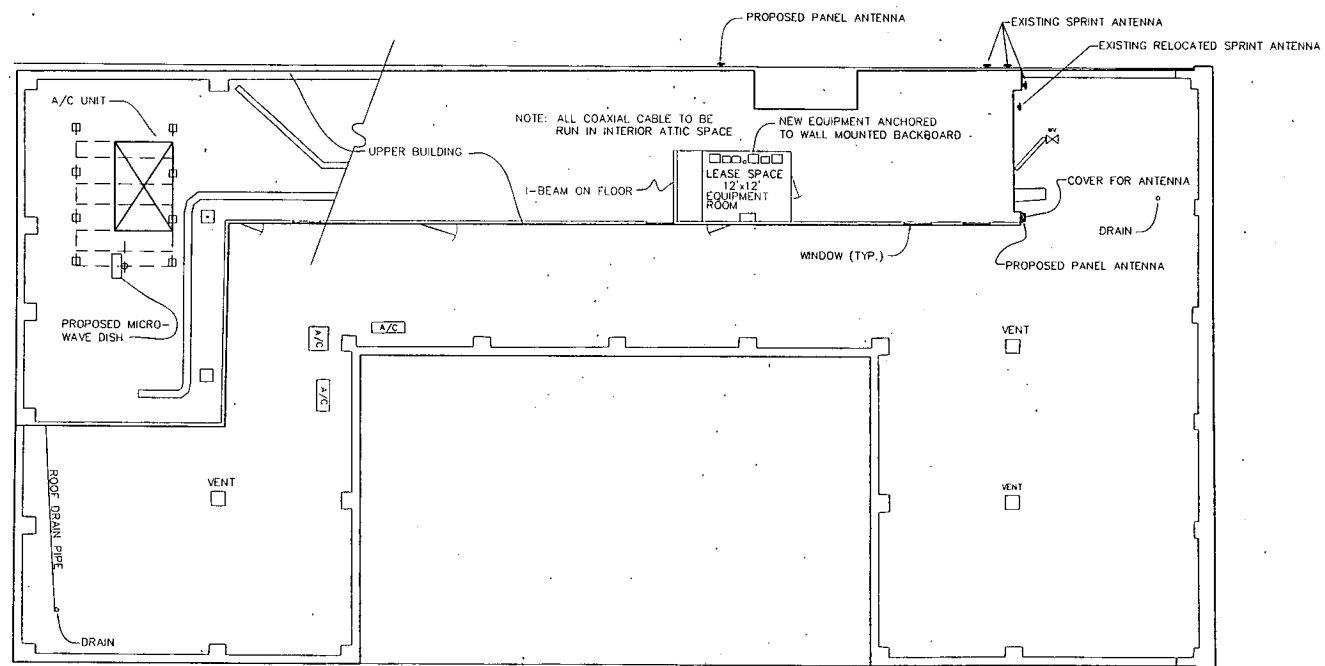 PROPOSED PANEL ANTENNA
EXISTING SPRINT ANTENNA
EXISTING RELOCATED SPRINT ANTENNA
A/C UNIT
NOTE: ALL COAXIAL CABLE TO BE
RUN IN INTERIOR ATTIC SPACE
NEW EQUIPMENT ANCHORED
TO WALL MOUNTED BACKBOARD
WV
UPPER BUILDING
I-BEAM ON FLOOR
LEASE SPACE
12'x12'
EQUIPMENT
ROOM
COVER FOR ANTENNA
DRAIN
WINDOW (TYP.)
PROPOSED PANEL ANTENNA
PROPOSED MICRO-
WAVE DISH
A/C
A/C
A/C
VENT
ROOF DRAIN PIPE
VENT
VENT
DRAIN